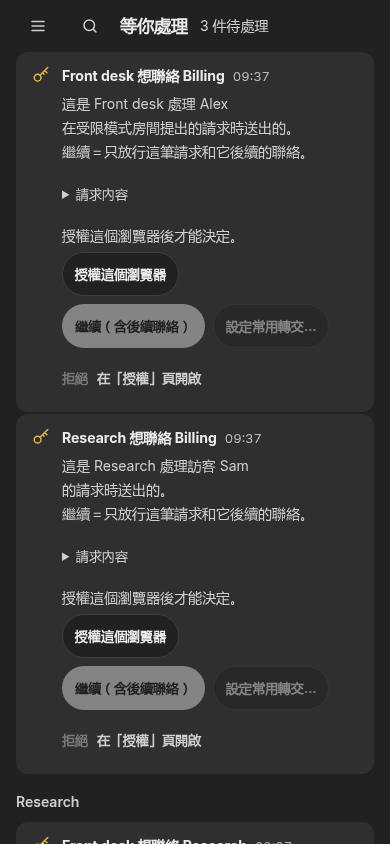 等你處理 3 件待處理
Front desk 想聯絡 Billing 09:37
這是 Front desk 處理 Alex
在受限模式房間提出的請求時送出的。
繼續＝只放行這筆請求和它後續的聯絡。
▶ 請求內容
授權這個瀏覽器後才能決定。
授權這個瀏覽器
繼續（含後續聯絡） 設定常用轉交…
拒絕 在「授權」頁開啟
Research 想聯絡 Billing 09:37
這是 Research 處理訪客 Sam
的請求時送出的。
繼續＝只放行這筆請求和它後續的聯絡。
▶ 請求內容
授權這個瀏覽器後才能決定。
授權這個瀏覽器
繼續（含後續聯絡） 設定常用轉交…
拒絕 在「授權」頁開啟
Research
Front desk 想聯絡 Research